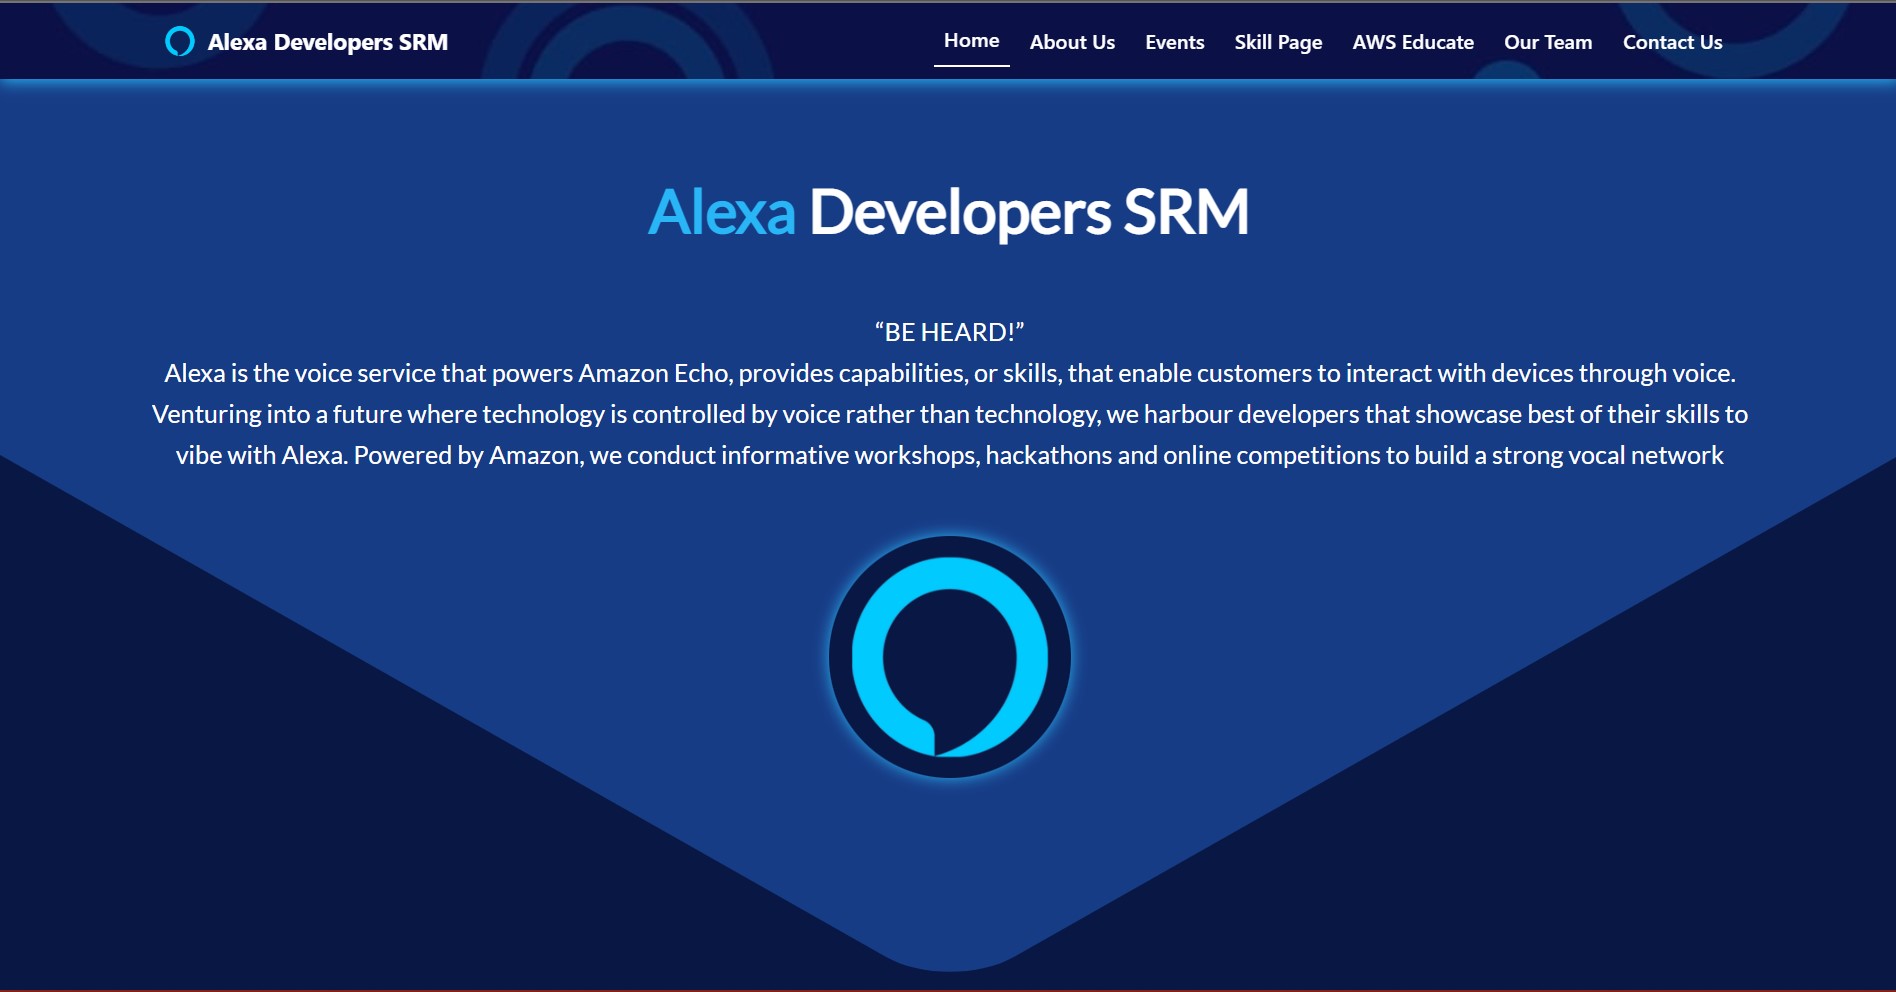 Alexa Developers SRM
Home About Us Events Skill Page AWS Educate Our Team Contact Us
Alexa Developers SRM
“BE HEARD!”
Alexa is the voice service that powers Amazon Echo, provides capabilities, or skills, that enable customers to interact with devices through voice.
Venturing into a future where technology is controlled by voice rather than technology, we harbour developers that showcase best of their skills to
vibe with Alexa. Powered by Amazon, we conduct informative workshops, hackathons and online competitions to build a strong vocal network